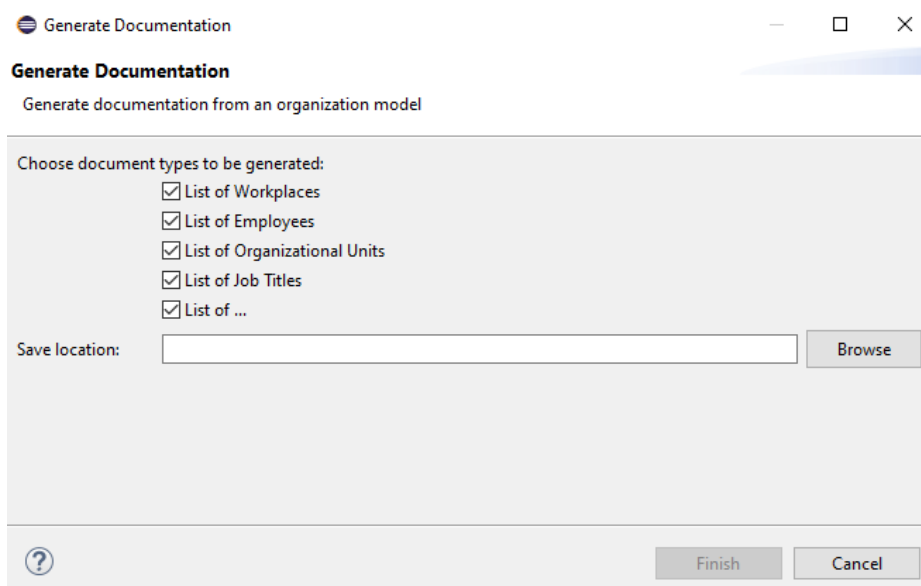 Generate Documentation
Generate Documentation
Generate documentation from an organization model
Choose document types to be generated:
List of Workplaces
List of Employees
List of Organizational Units
List of Job Titles
List of ...
Save location:
Browse
?
Finish
Cancel